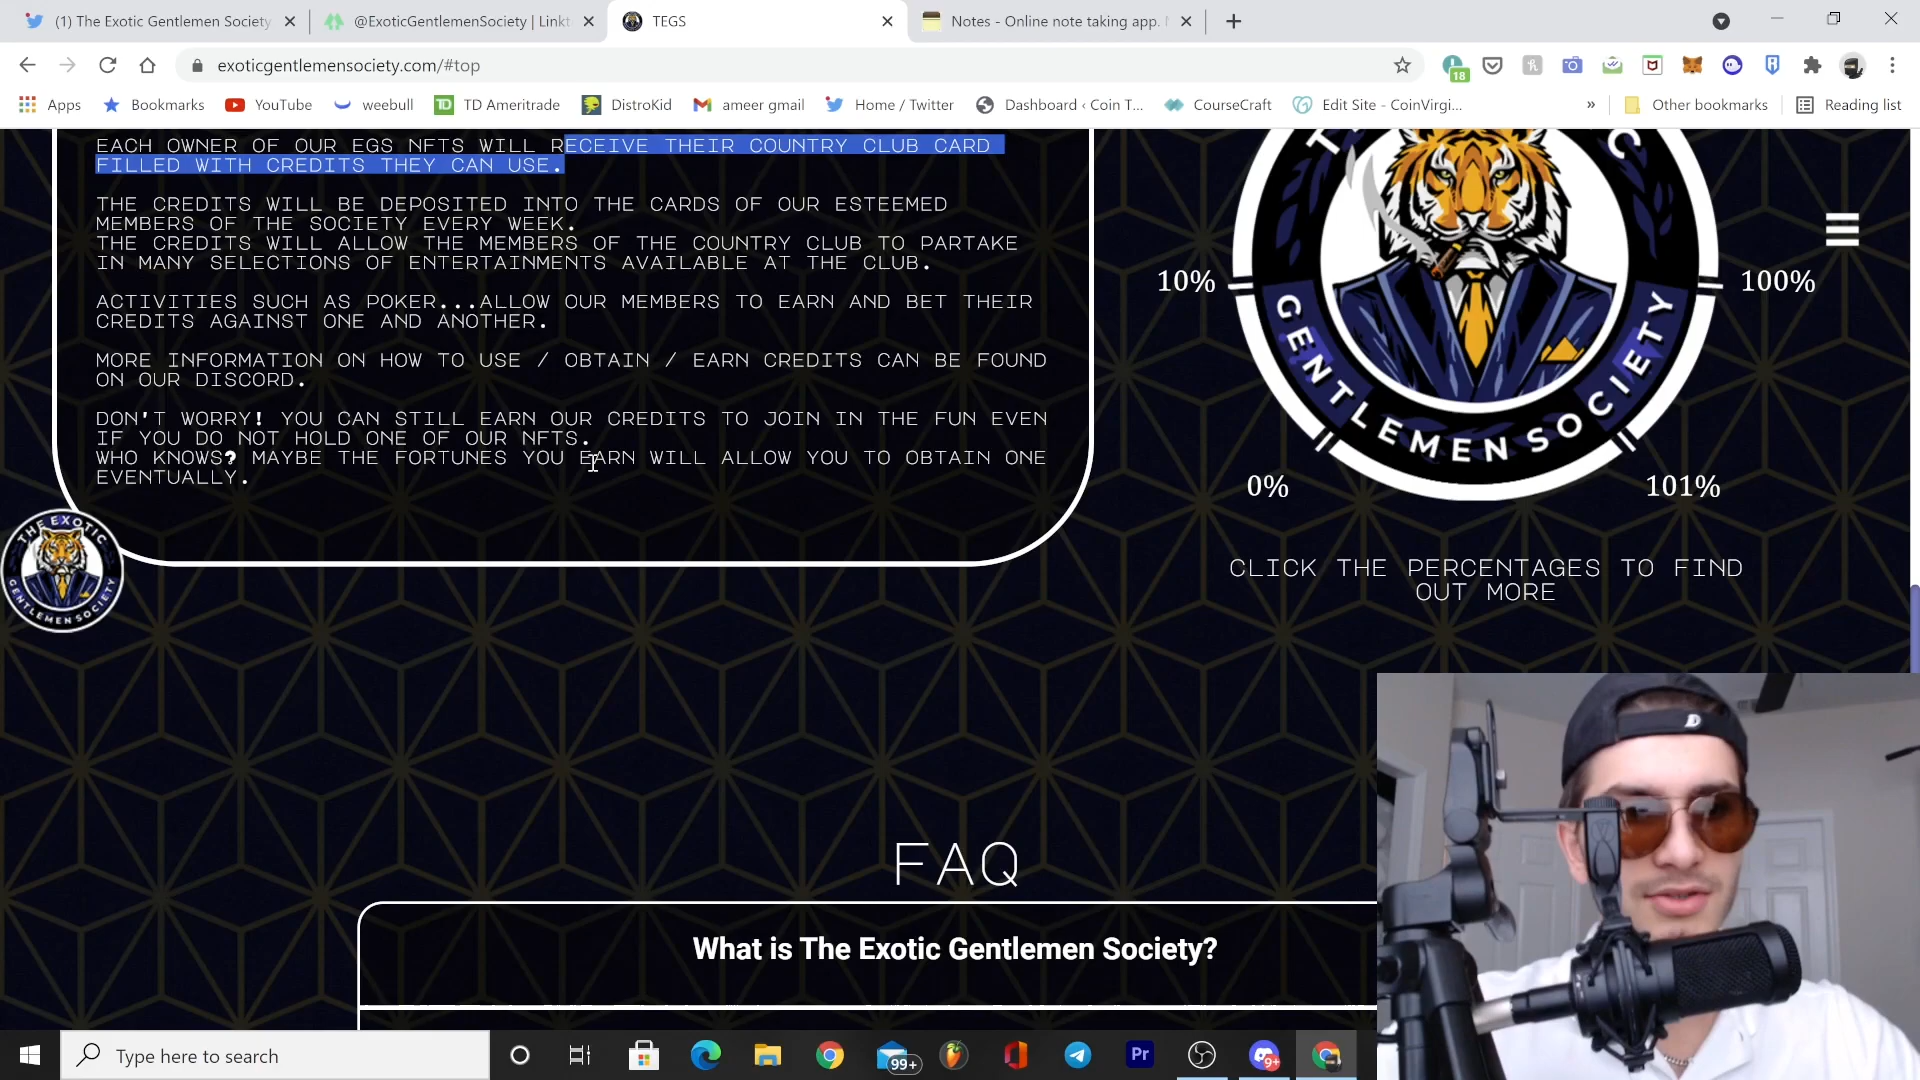 (1) The Exotic Gentlemen Society
@ExoticGentlemenSociety | Linkt
TEGS
Notes - Online note taking app.
exoticgentlemensociety.com/#top
18
Apps
Bookmarks
YouTube
weebull
TD Ameritrade
DistroKid
ameer gmail
Home / Twitter
Dashboard ‹ Coin T...
CourseCraft
Edit Site - CoinVirgi...
»
Other bookmarks
Reading list
EACH OWNER OF OUR EGS NFTS WILL RECEIVE THEIR COUNTRY CLUB CARD
FILLED WITH CREDITS THEY CAN USE.
THE CREDITS WILL BE DEPOSITED INTO THE CARDS OF OUR ESTEEMED
MEMBERS OF THE SOCIETY EVERY WEEK.
THE CREDITS WILL ALLOW THE MEMBERS OF THE COUNTRY CLUB TO PARTAKE
IN MANY SELECTIONS OF ENTERTAINMENTS AVAILABLE AT THE CLUB.
ACTIVITIES SUCH AS POKER...ALLOW OUR MEMBERS TO EARN AND BET THEIR
CREDITS AGAINST ONE AND ANOTHER.
MORE INFORMATION ON HOW TO USE / OBTAIN / EARN CREDITS CAN BE FOUND
ON OUR DISCORD.
DON'T WORRY! YOU CAN STILL EARN OUR CREDITS TO JOIN IN THE FUN EVEN
IF YOU DO NOT HOLD ONE OF OUR NFTS.
WHO KNOWS? MAYBE THE FORTUNES YOU EARN WILL ALLOW YOU TO OBTAIN ONE
EVENTUALLY.
10%
100%
GENTLEMEN SOCIETY
0%
101%
CLICK THE PERCENTAGES TO FIND
OUT MORE
THE EXOTIC
GENTLEMEN SOCIETY
FAQ
What is The Exotic Gentlemen Society?
D
Type here to search
99+
Pr
9+